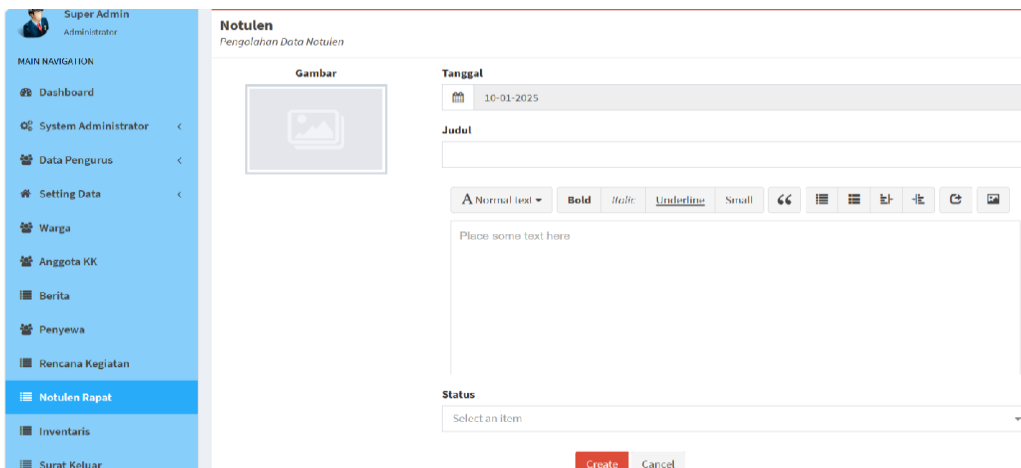 Super Admin
Administrator
MAIN NAVIGATION
Dashboard
System Administrator
Data Pengurus
Setting Data
Warga
Anggota KK
Berita
Penyewa
Rencana Kegiatan
Notulen Rapat
Inventaris
Surat Keluar
Notulen
Pengolahan Data Notulen
Gambar
Tanggal
10-01-2025
Judul
A Normal text Bold Italic Underline Small
Place some text here
Status
Select an item
Create Cancel